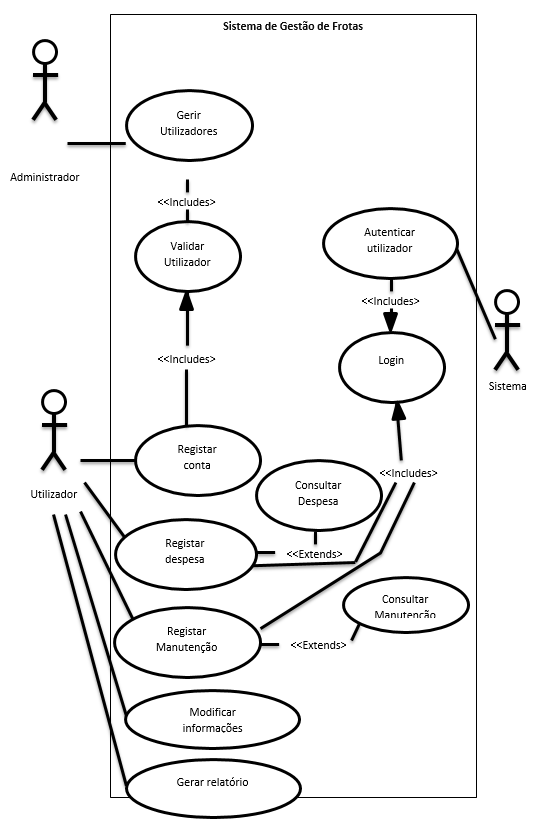 Sistema de Gestão de Frotas
Gerir
Utilizadores
Administrador
<<Includes>
Validar
Utilizador
Autenticar
utilizador
<<Includes>
<<Includes>
Login
Sistema
Registar
conta
<<Includes>
Utilizador
Consultar
Despesa
Registar
despesa
<<Extends>
Consultar
Manutenção
Registar
Manutenção
<<Extends>
Modificar
informações
Gerar relatório